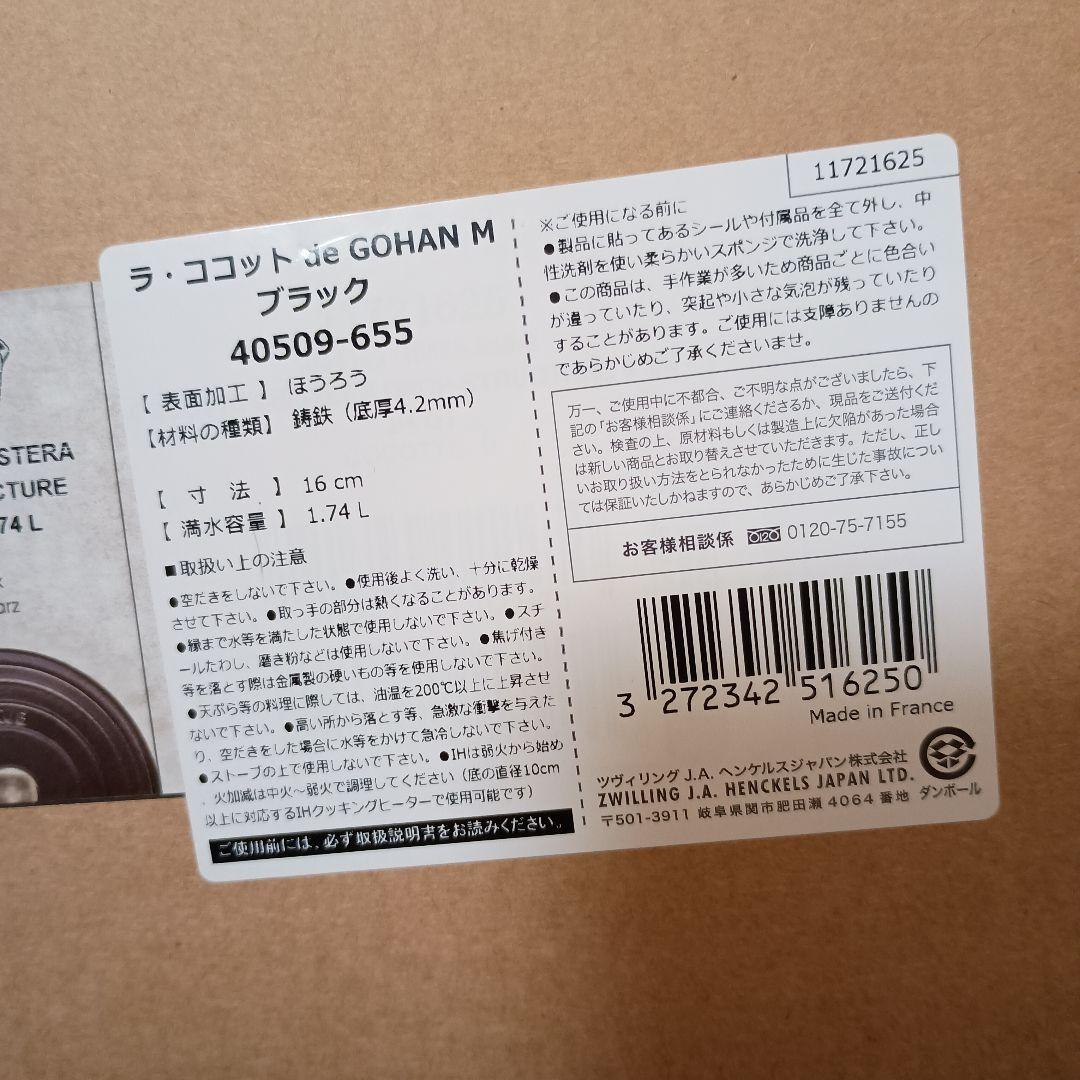 STERA
CTURE
74 L
arz
ラ・ココット de GOHAN M
ブラック
40509-655
【 表面加工 】 ほうろう
【材料の種類】 鋳鉄（底厚4.2mm）
【 寸 法 】 16 cm
【 満水容量 】 1.74 L
■取扱い上の注意
●空だきをしないで下さい。●使用後よく洗い、十分に乾燥
させて下さい。●取っ手の部分は熱くなることがあります。
●縁まで水等を満たした状態で使用しないで下さい。●スチ
ールたわし、磨き粉などは使用しないで下さい。●焦げ付き
等を落とす際は金属製の硬いもの等を使用しないで下さい。
●天ぷら等の料理に際しては、油温を200℃以上に上昇させ
ないで下さい。●高い所から落とす等、急激な衝撃を与えた
り、空だきをした場合に水等をかけて急冷しないで下さい。
●ストーブの上で使用しないで下さい。●IHは弱火から始め
、火加減は中火～弱火で調理してください（底の直径10cm
以上に対応するIHクッキングヒーターで使用可能です）
ご使用前には、必ず取扱説明書をお読みください。
11721625
※ご使用になる前に
●製品に貼ってあるシールや付属品を全て外し、中
性洗剤を使い柔らかいスポンジで洗浄して下さい。
●この商品は、手作業が多いため商品ごとに色合い
が違っていたり、突起や小さな気泡が残っていたり
することがあります。ご使用には支障ありませんの
であらかじめご了承くださいませ。
万一、ご使用中に不都合、ご不明な点がございましたら、下
記の「お客様相談係」にご連絡くださるか、現品をご送付くだ
さい。検査の上、原材料もしくは製造上に欠陥があった場合
は新しい商品とお取り替えさせていただきます。ただし、正し
いお取り扱い方法をとられなかったために生じた事故につい
ては保証いたしかねますので、あらかじめご了承下さい。
お客様相談係 0120-75-7155
3 272342 516250
Made in France
ツヴィリング J.A. ヘンケルスジャパン株式会社
ZWILLING J.A. HENCKELS JAPAN LTD.
〒501-3911 岐阜県関市肥田瀬 4064 番地
ダンボール